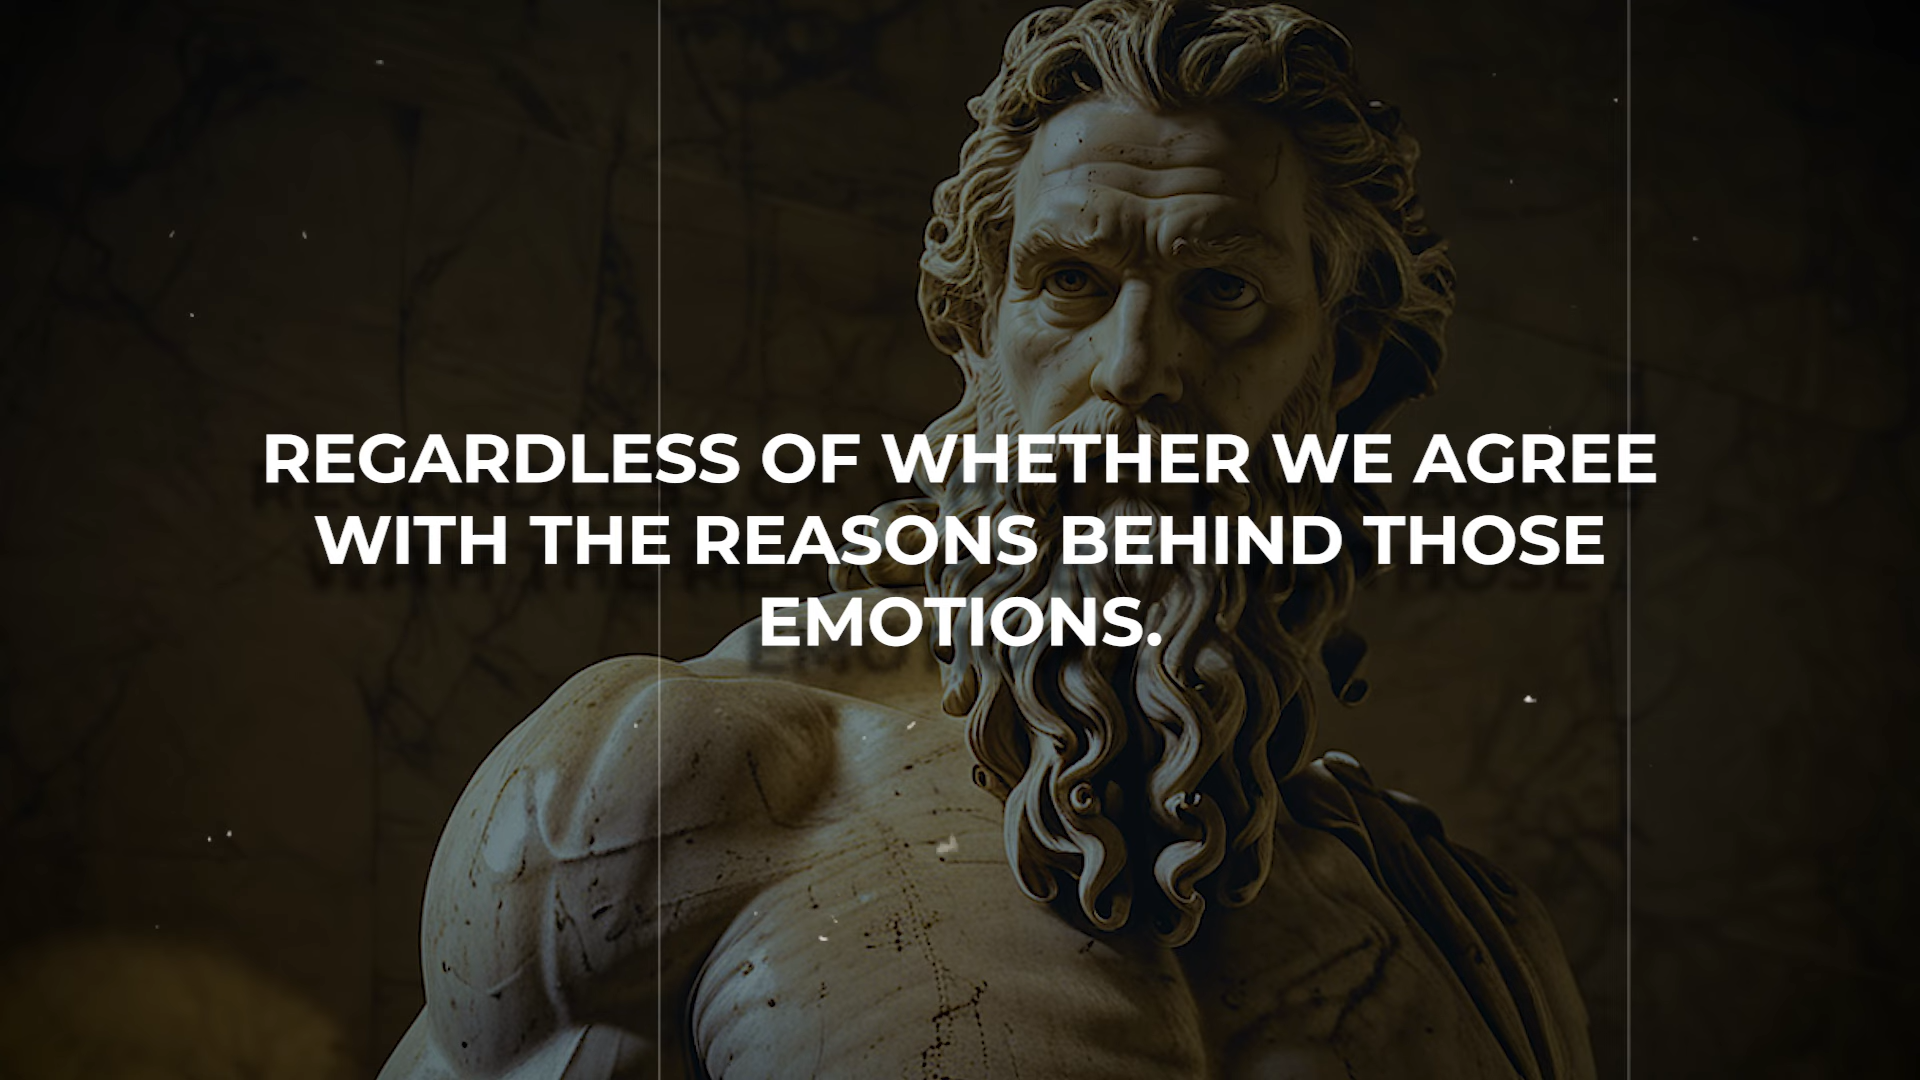 REGARDLESS OF WHETHER WE AGREE
WITH THE REASONS BEHIND THOSE
EMOTIONS.